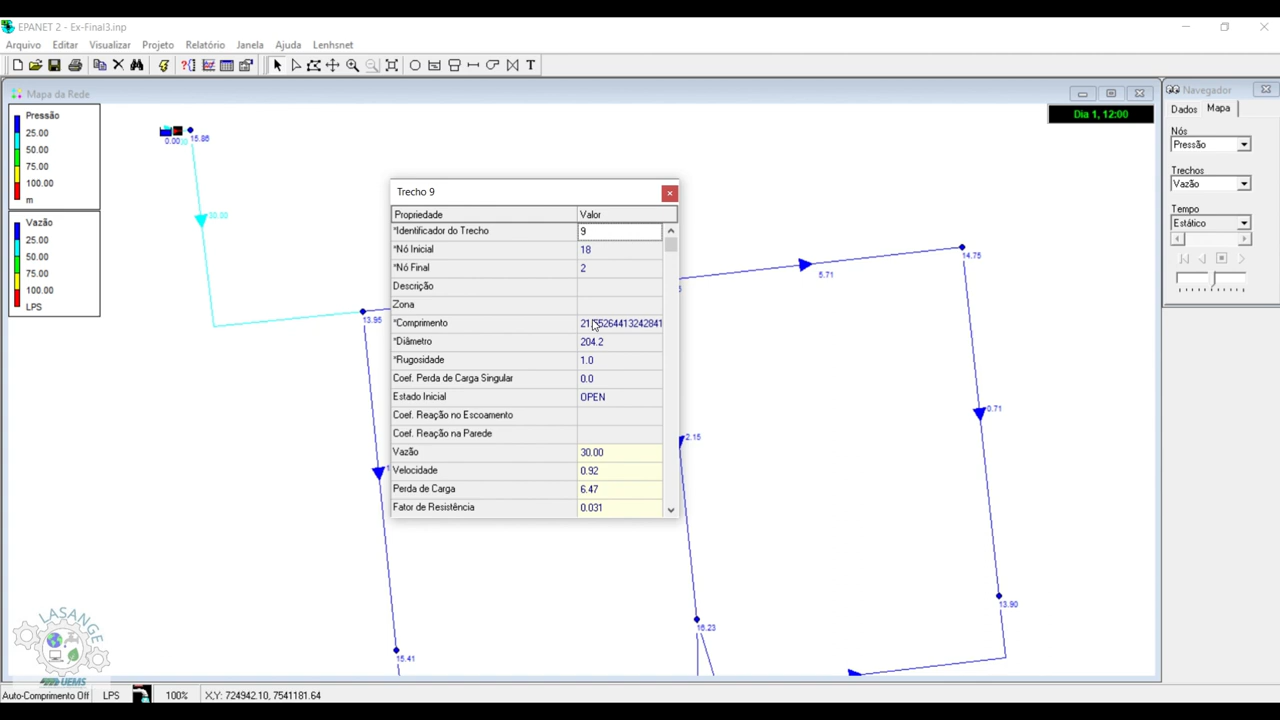 EPANET 2 - Ex-Final3.inp
Arquivo Editar Visualizar Projeto Relatório Janela Ajuda Lenhsnet
Mapa da Rede
Pressão
25.00
50.00
75.00
100.00
m
Vazão
25.00
50.00
75.00
100.00
LPS
Dia 1, 12:00
15.86
0.00
30.00
13.95
15.41
5.71
14.75
0.71
2.15
13.90
16.23
Trecho 9
Propriedade Valor
*Identificador do Trecho 9
*Nó Inicial 18
*Nó Final 2
Descrição
Zona
*Comprimento
*Diâmetro 204.2
*Rugosidade 1.0
Coef. Perda de Carga Singular 0.0
Estado Inicial OPEN
Coef. Reação no Escoamento
Coef. Reação na Parede
Vazão 30.00
Velocidade 0.92
Perda de Carga 6.47
Fator de Resistência 0.031
Navegador
Dados Mapa
Nós
Pressão
Trechos
Vazão
Tempo
Estático
LASANGE
UEMS
Auto-Comprimento Off LPS 100% X,Y: 724942.10, 7541181.64